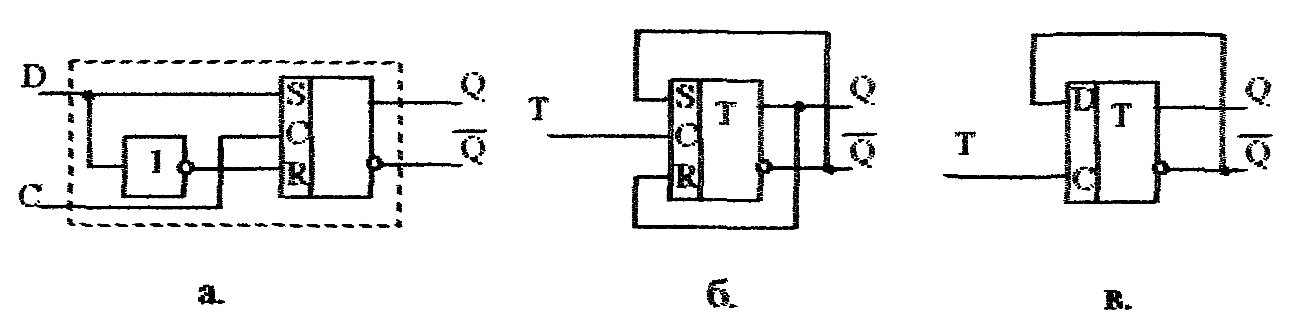 D S Q
C
1 R Q̅
C
а.
T S T Q
C
R Q̅
б.
T D T Q
C Q̅
в.